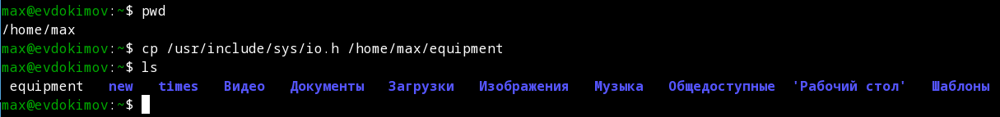 max@evdokimov:~$ pwd
/home/max
max@evdokimov:~$ cp /usr/include/sys/io.h /home/max/equipment
max@evdokimov:~$ ls
equipment   new   times   Видео   Документы   Загрузки   Изображения   Музыка   Общедоступные  'Рабочий стол'   Шаблоны
max@evdokimov:~$